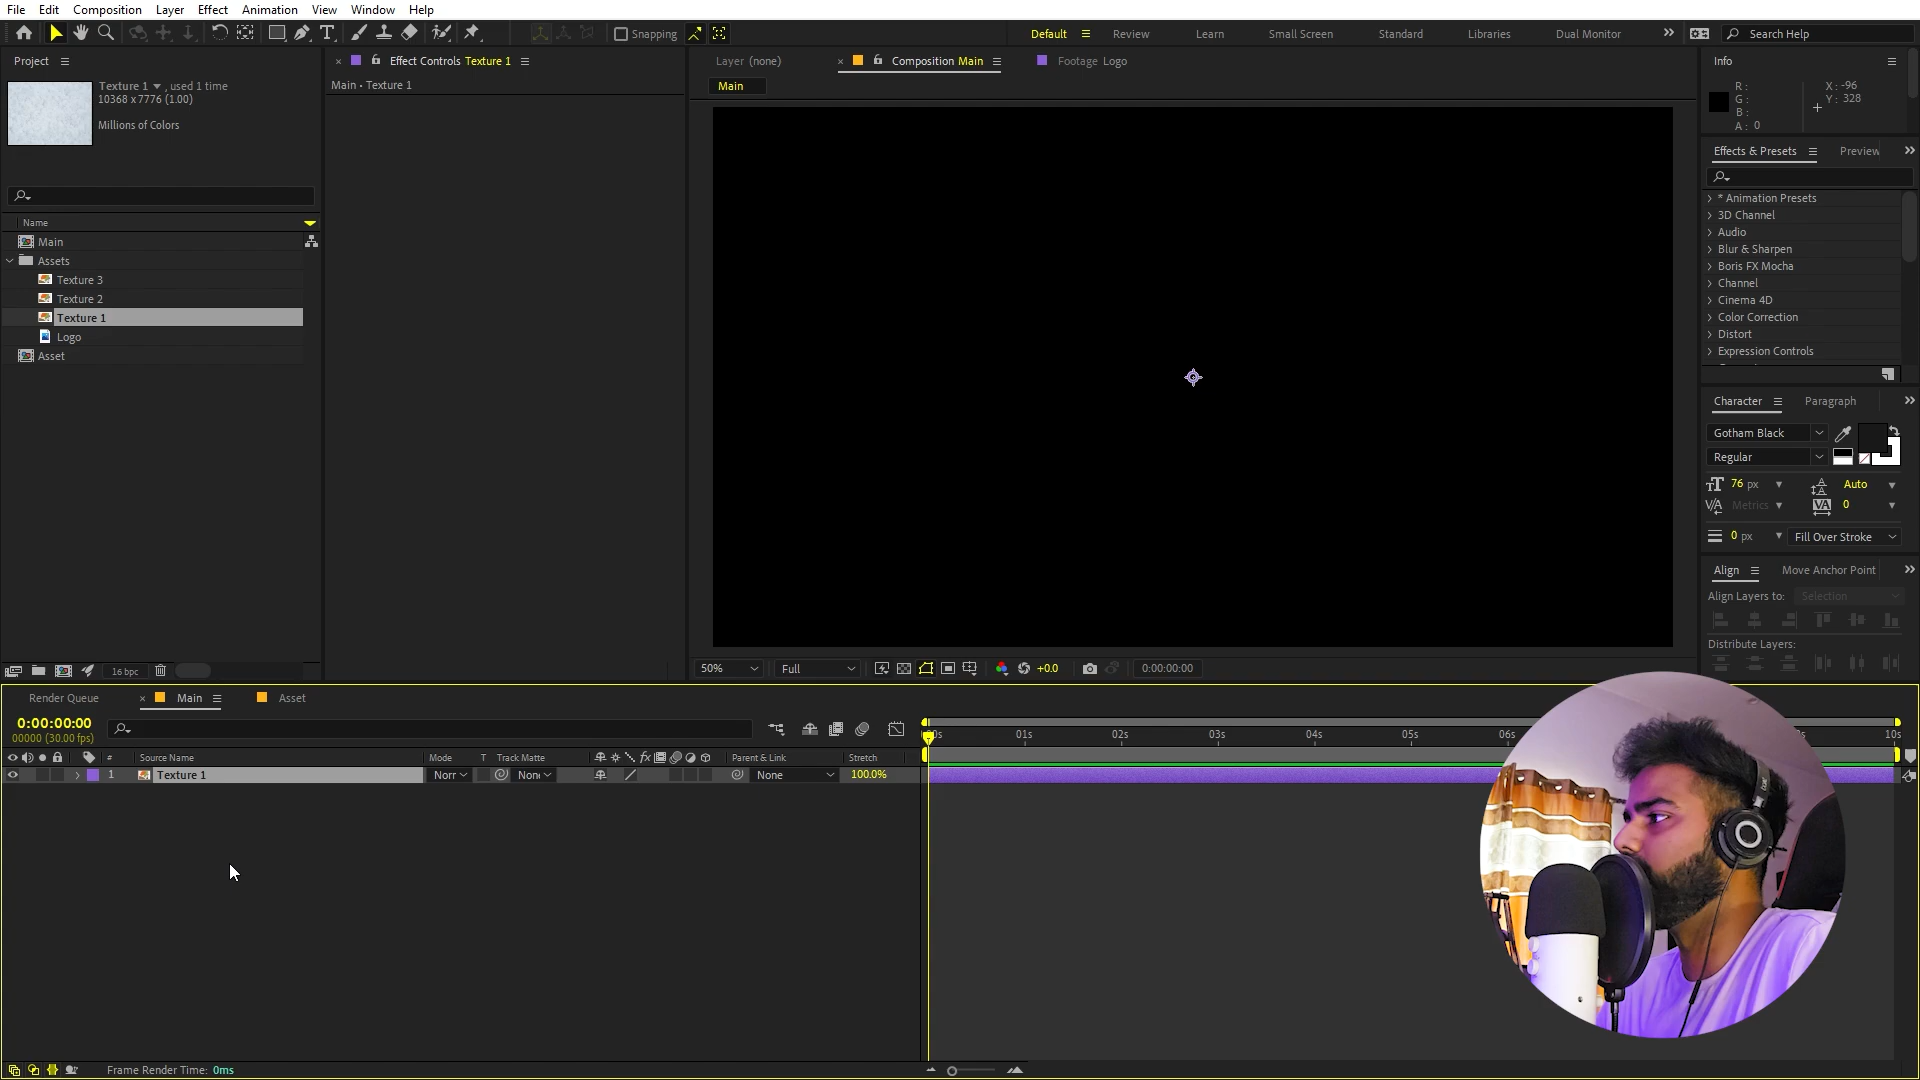 File Edit Composition Layer Effect Animation View Window Help
Snapping Default Review Learn Small Screen Standard Libraries Dual Monitor Search Help
Project
Texture 1 , used 1 time
10368 x 7776 (1.00)
Millions of Colors
Name
Main
Assets
Texture 3
Texture 2
Texture 1
Logo
Asset
16 bpc
Effect Controls Texture 1
Main • Texture 1
Layer (none) Composition Main Footage Logo
Main
50% Full +0.0 0:00:00:00
Info
R :
G :
B :
A : 0
X : -96
Y : 328
Effects & Presets Preview
* Animation Presets
3D Channel
Audio
Blur & Sharpen
Boris FX Mocha
Channel
Cinema 4D
Color Correction
Distort
Expression Controls
Character Paragraph
Gotham Black
Regular
76 px Auto
Metrics 0
0 px Fill Over Stroke
Align Move Anchor Point
Align Layers to: Selection
Distribute Layers:
Render Queue Main Asset
0:00:00:00
00000 (30.00 fps)
# Source Name Mode T Track Matte Parent & Link Stretch
1 Texture 1 Norr None 100.0%
01s 02s 03s 04s 05s 06s 10s
Frame Render Time: 0ms